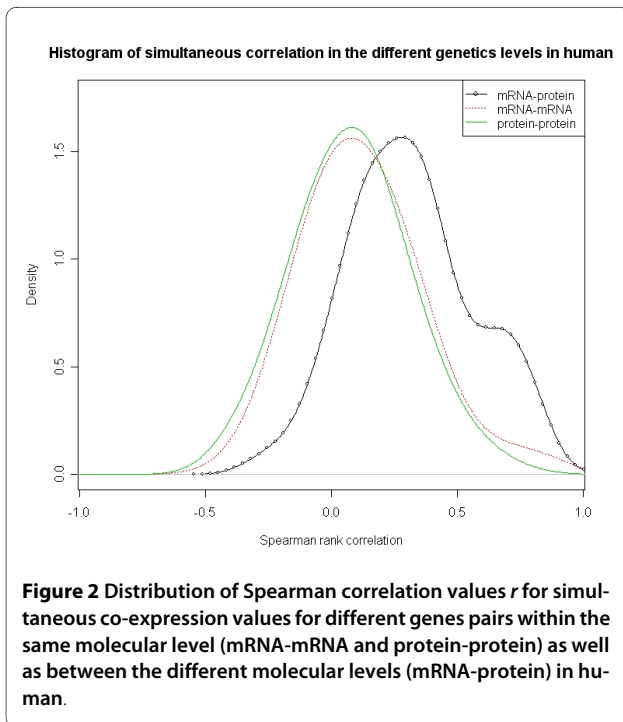 Histogram of simultaneous correlation in the different genetics levels in human
mRNA-protein
mRNA-mRNA
protein-protein
1.5
1.0
0.5
0.0
Density
-1.0
-0.5
0.0
0.5
1.0
Spearman rank correlation
Figure 2 Distribution of Spearman correlation values r for simul-
taneous co-expression values for different genes pairs within the
same molecular level (mRNA-mRNA and protein-protein) as well
as between the different molecular levels (mRNA-protein) in hu-
man.